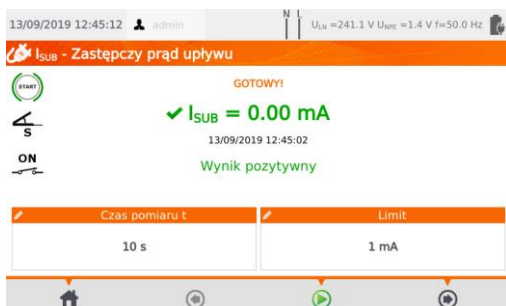 13/09/2019 12:45:12 admin N L U_LN =241.1 V U_NPE =1.4 V f=50.0 Hz
I_SUB - Zastępczy prąd upływu
START
GOTOWY!
I_SUB = 0.00 mA
S
13/09/2019 12:45:02
ON
Wynik pozytywny
Czas pomiaru t Limit
10 s 1 mA